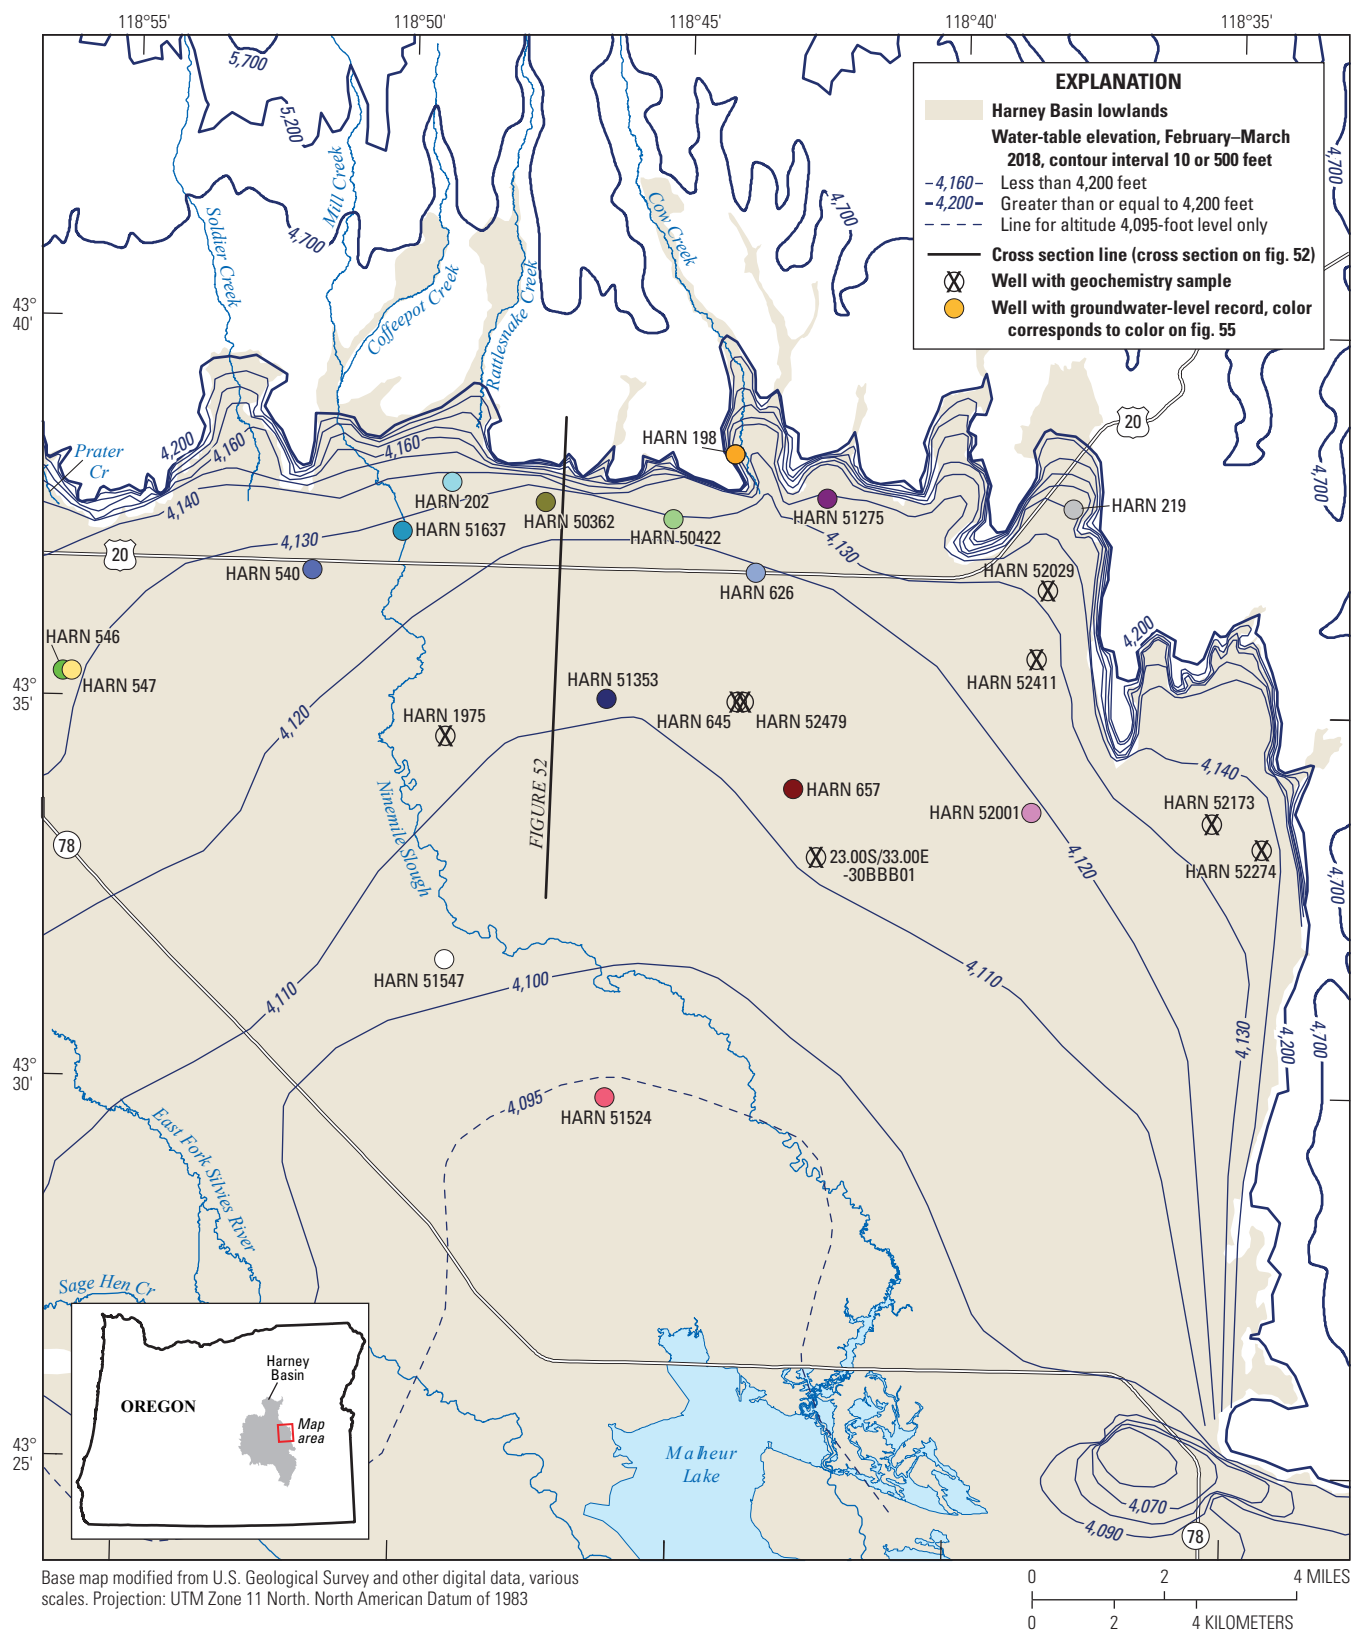 118°55'
118°50'
118°45'
118°40'
118°35'
5,700
5,200
4,700
4,700
4,700
EXPLANATION
Harney Basin lowlands
Water-table elevation, February–March
2018, contour interval 10 or 500 feet
4,160 Less than 4,200 feet
4,200 Greater than or equal to 4,200 feet
Line for altitude 4,095-foot level only
Cross section line (cross section on fig. 52)
Well with geochemistry sample
Well with groundwater-level record, color
corresponds to color on fig. 55
Soldier Creek
Mill Creek
Coffeepot Creek
Rattlesnake Creek
Cow Creek
43°
40'
Prater
Cr
4,200
4,160
4,160
4,140
4,130
4,130
4,700
20
20
HARN 198
HARN 202
HARN 50362
HARN 51637
HARN 50422
HARN 51275
HARN 219
HARN 540
HARN 626
HARN 52029
HARN 546
HARN 547
4,200
43°
35'
HARN 51353
HARN 52411
HARN 1975
HARN 645
HARN 52479
4,120
FIGURE 52
HARN 657
HARN 52001
4,140
HARN 52173
HARN 52274
78
Ninemile Slough
23.00S/33.00E
-30BBB01
4,120
4,700
HARN 51547
4,110
4,100
4,110
4,130
4,200
4,700
43°
30'
4,095
HARN 51524
East Fork Silvies River
Sage Hen Cr
Harney
Basin
OREGON
Map
area
Malheur
Lake
43°
25'
4,070
4,090
78
Base map modified from U.S. Geological Survey and other digital data, various
scales. Projection: UTM Zone 11 North. North American Datum of 1983
0 2 4 MILES
0 2 4 KILOMETERS